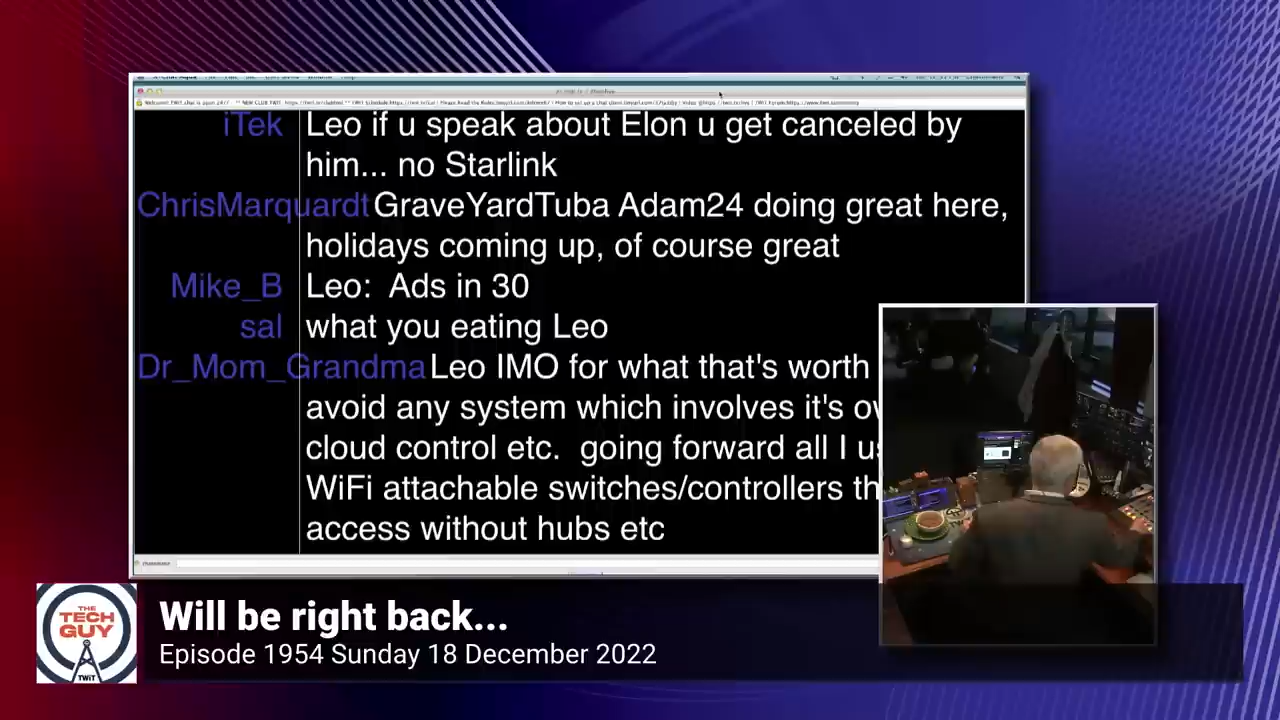 iTek Leo if u speak about Elon u get canceled by
him... no Starlink
ChrisMarquardt GraveYardTuba Adam24 doing great here,
holidays coming up, of course great
Mike_B Leo:  Ads in 30
sal what you eating Leo
Dr_Mom_Grandma Leo IMO for what that's worth
avoid any system which involves it's
cloud control etc.  going forward all I
WiFi attachable switches/controllers
access without hubs etc
THE
TECH
GUY
TWiT
Will be right back...
Episode 1954 Sunday 18 December 2022